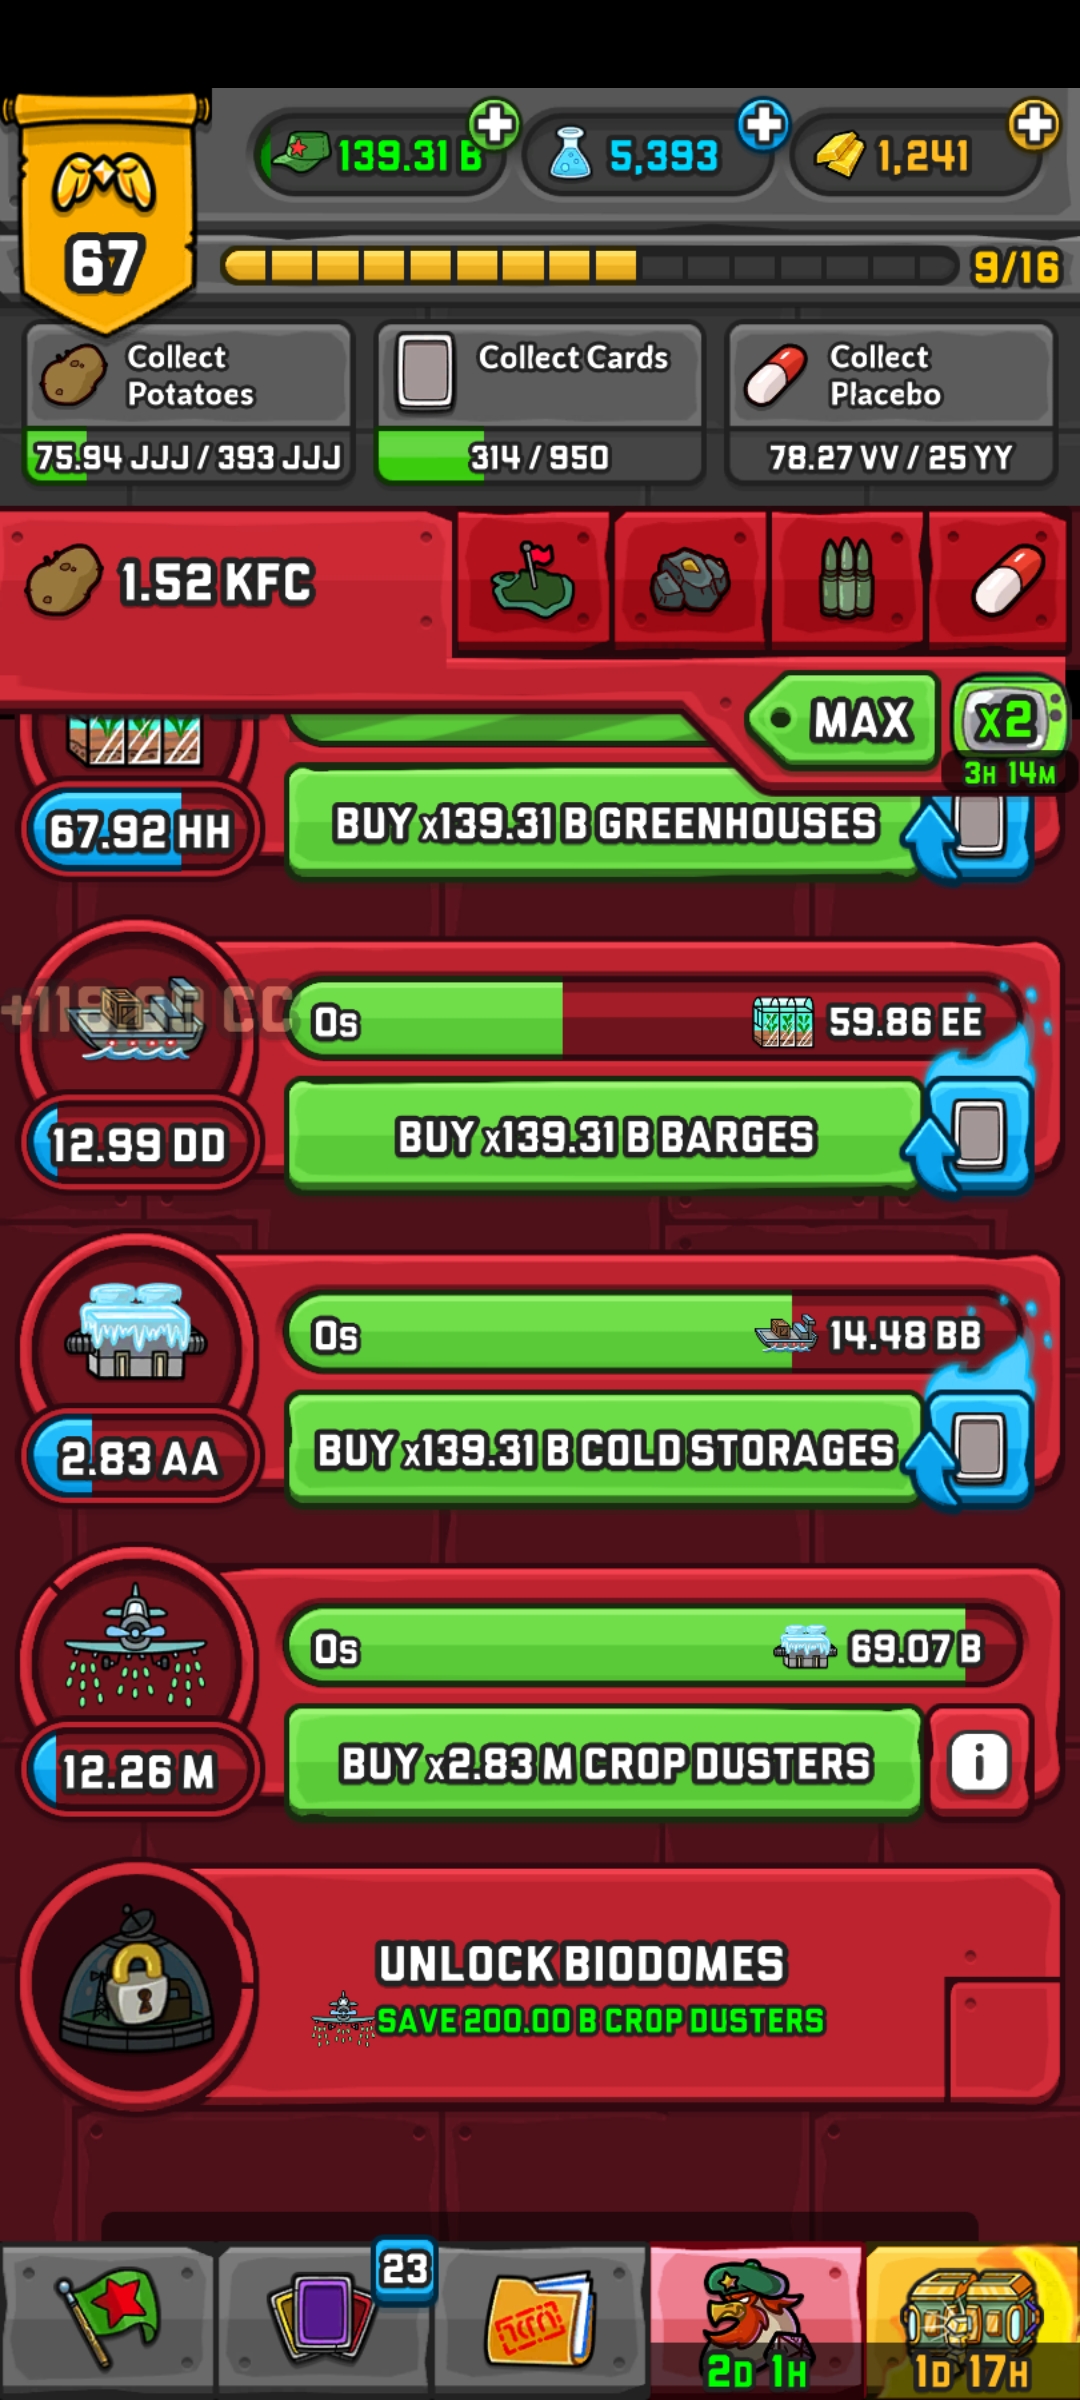 139.31 B
5,393
1,241
67
9/16
Collect
Potatoes
75.94 JJJ / 393 JJJ
Collect Cards
314 / 950
Collect
Placebo
78.27 VV / 25 YY
1.52 KFC
MAX
x2
3H 14M
67.92 HH
BUY x139.31 B GREENHOUSES
0s
59.86 EE
12.99 DD
BUY x139.31 B BARGES
0s
14.48 BB
2.83 AA
BUY x139.31 B COLD STORAGES
0s
69.07 B
12.26 M
BUY x2.83 M CROP DUSTERS
i
UNLOCK BIODOMES
SAVE 200.00 B CROP DUSTERS
23
2D 1H
1D 17H